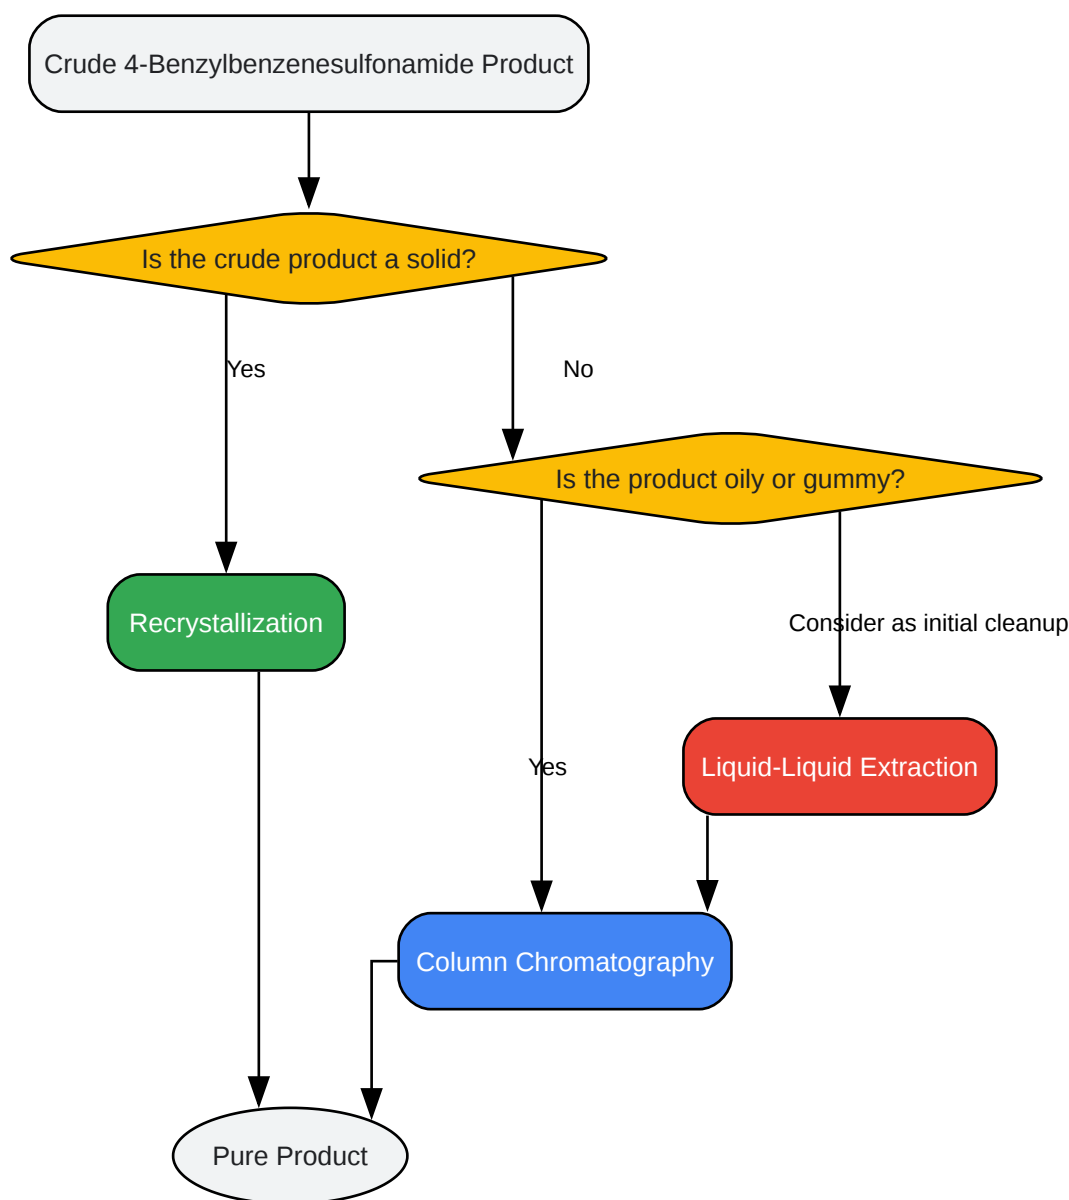 Crude 4-Benzylbenzenesulfonamide Product
Is the crude product a solid?
Yes
No
Is the product oily or gummy?
Recrystallization
Consider as initial cleanup
Yes
Liquid-Liquid Extraction
Column Chromatography
Pure Product